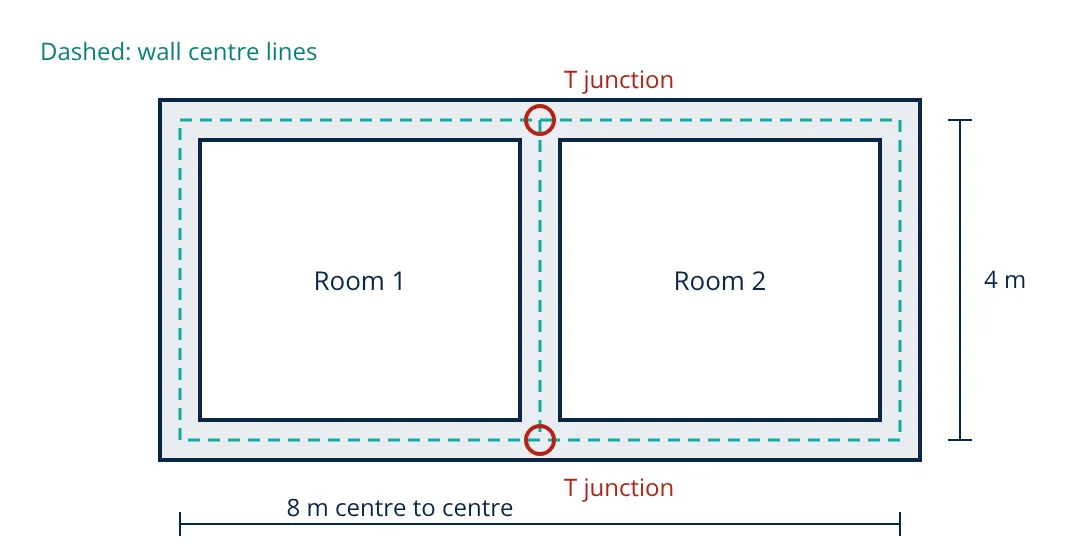 Dashed: wall centre lines
T junction
Room 1
Room 2
4 m
T junction
8 m centre to centre